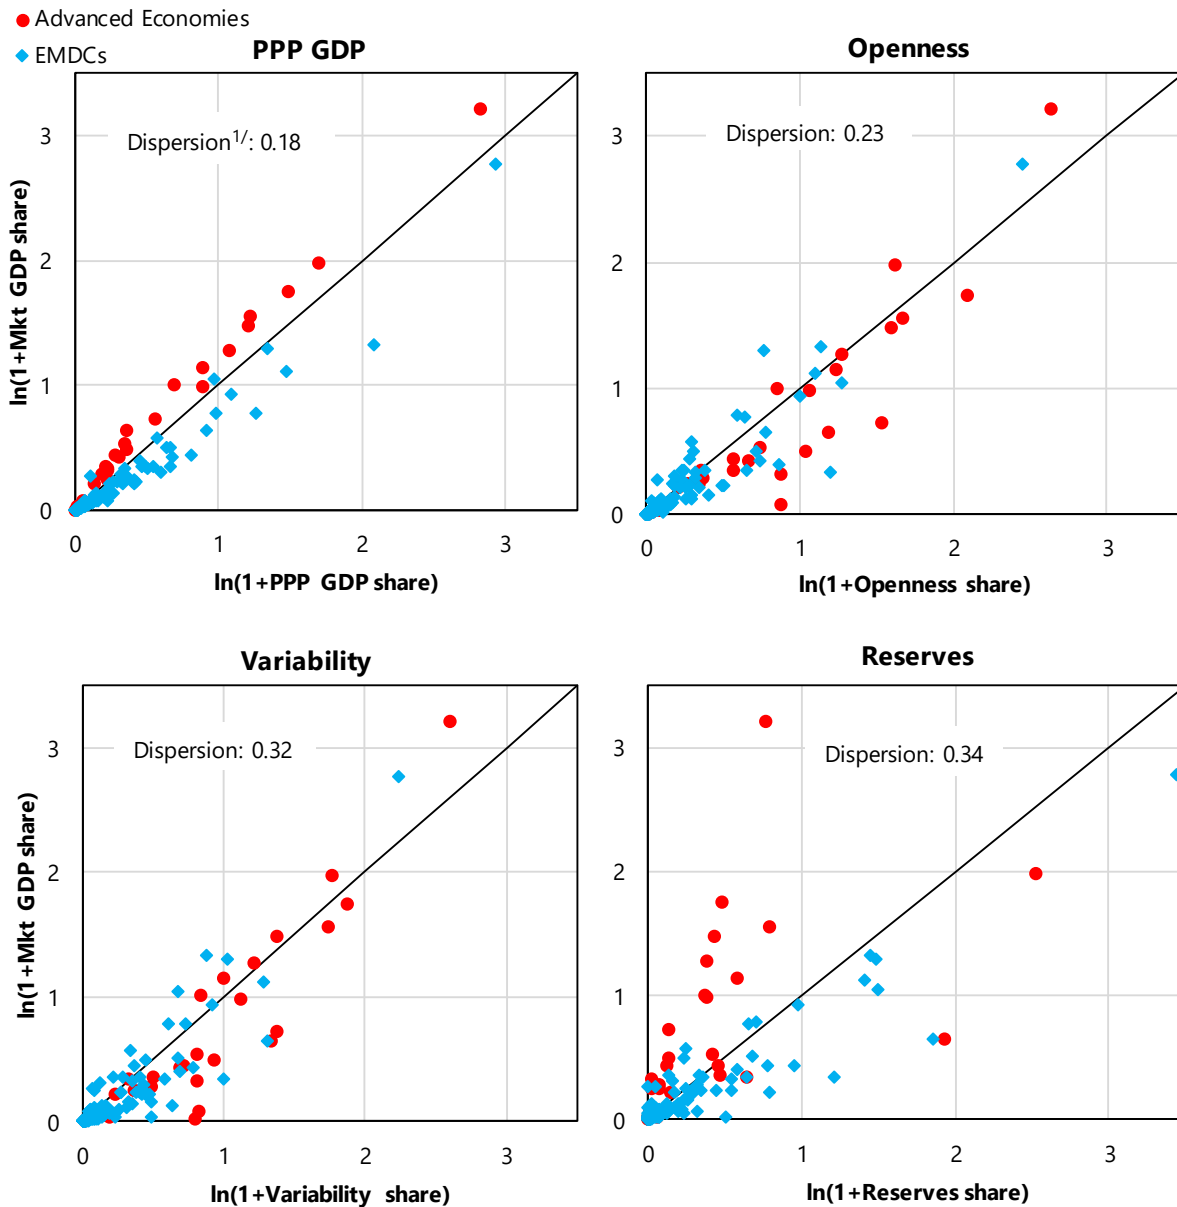 Advanced Economies
EMDCs
PPP GDP
Dispersion1/: 0.18
ln(1+Mkt GDP share)
3
2
1
0
0 1 2 3
ln(1+PPP GDP share)
Openness
Dispersion: 0.23
3
2
1
0
0 1 2 3
ln(1+Openness share)
Variability
Dispersion: 0.32
ln(1+Mkt GDP share)
3
2
1
0
0 1 2 3
ln(1+Variability share)
Reserves
Dispersion: 0.34
3
2
1
0
0 1 2 3
ln(1+Reserves share)